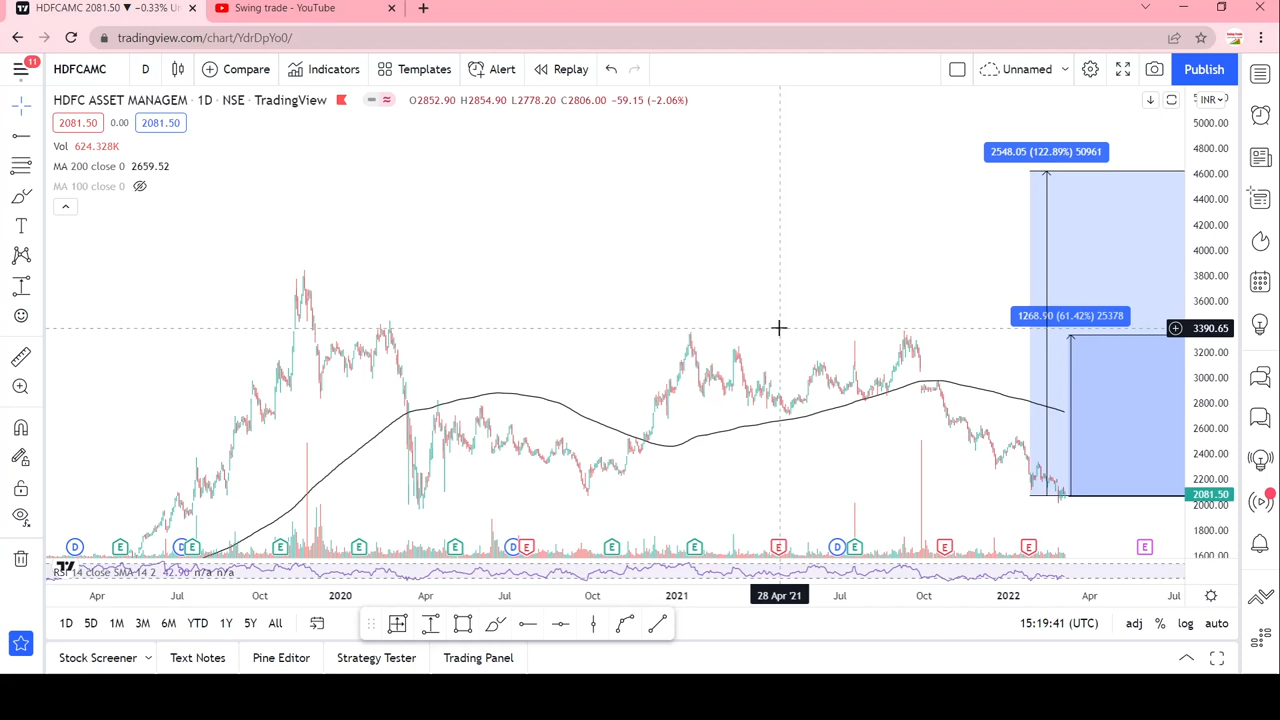 HDFCAMC 2081.50 ▼ −0.33% Un
Swing trade - YouTube
tradingview.com/chart/YdrDpYo0/
11
HDFCAMC D Compare Indicators Templates Alert Replay Unnamed Publish
HDFC ASSET MANAGEM · 1D · NSE · TradingView O2852.90 H2854.90 L2778.20 C2806.00 −59.15 (−2.06%)
INR
2081.50 0.00 2081.50
Vol 624.328K
MA 200 close 0 2659.52
MA 100 close 0
2548.05 (122.89%) 50961
1268.90 (61.42%) 25378
5000.00
4800.00
4600.00
4400.00
4200.00
4000.00
3800.00
3600.00
3390.65
3200.00
3000.00
2800.00
2600.00
2400.00
2200.00
2081.50
2000.00
1800.00
1600.00
D E D E E E E D E E E E D E E E E
RSI 14 close SMA 14 2 42.90 n/a n/a
Jul Oct 2020 Apr Jul Oct 2021 28 Apr '21 Jul Oct 2022 Apr Jul
1D 5D 1M 3M 6M YTD 1Y 5Y All 15:19:41 (UTC) adj % log auto
Stock Screener Text Notes Pine Editor Strategy Tester Trading Panel